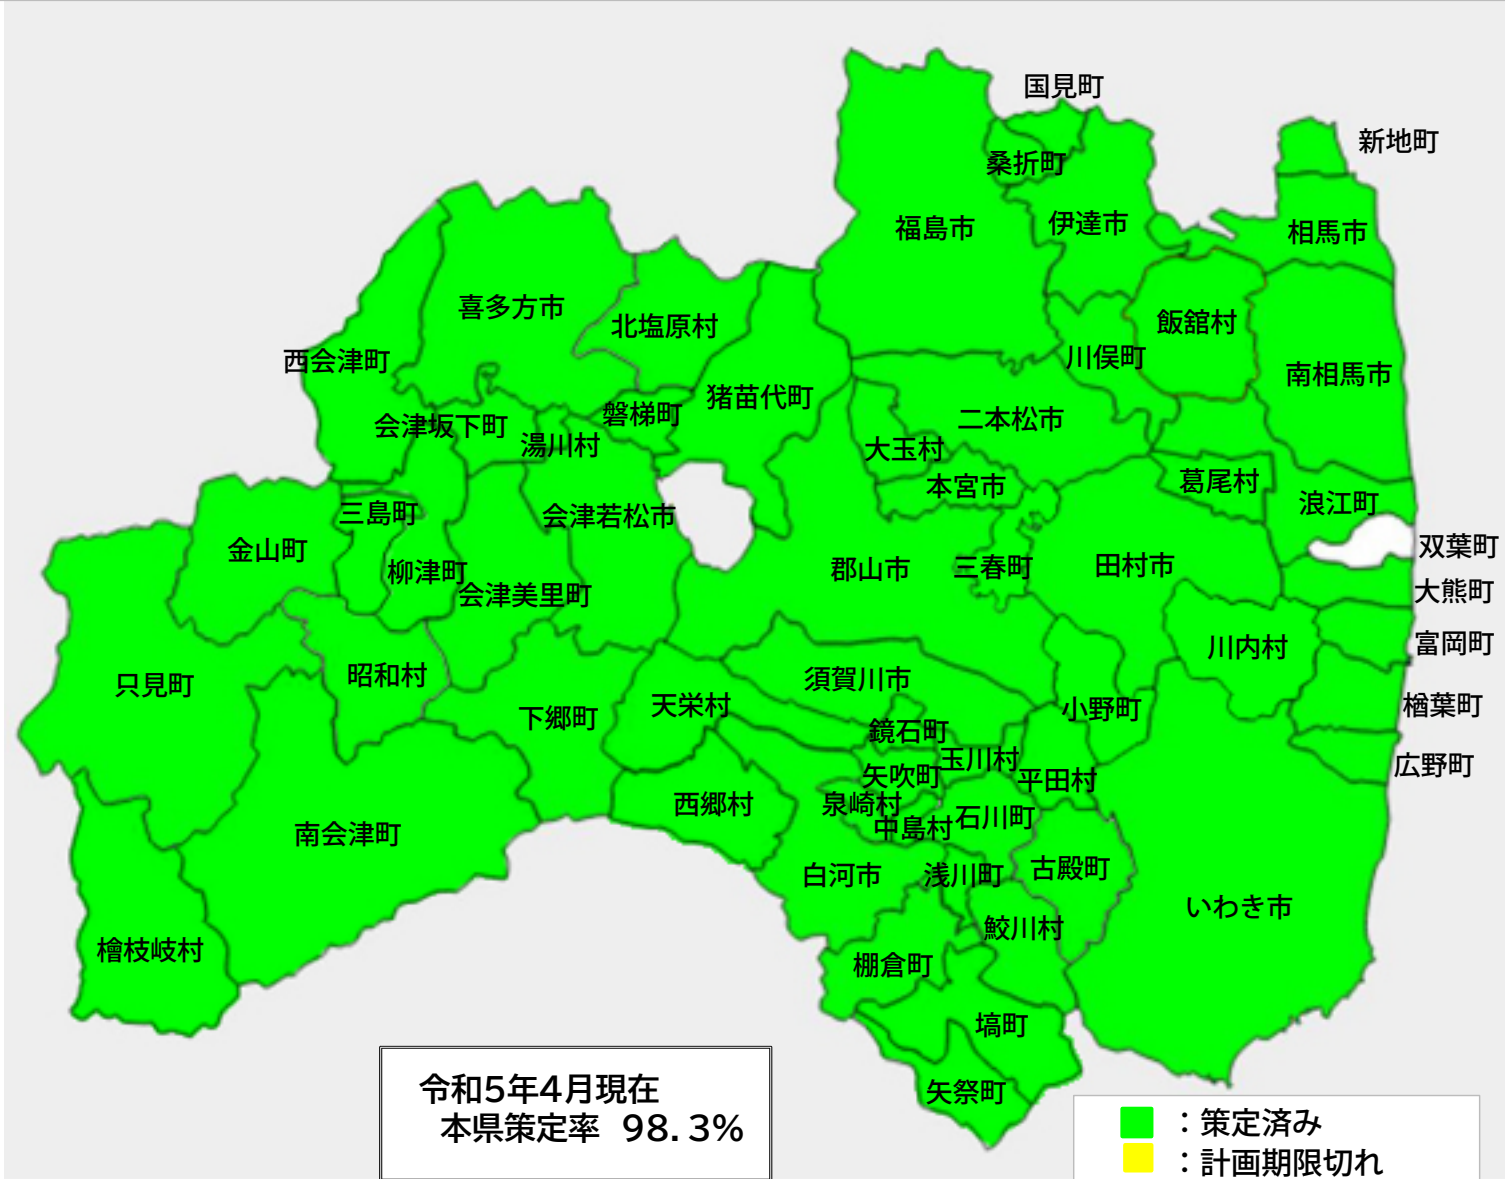 国見町
新地町
桑折町
福島市
伊達市
相馬市
喜多方市
北塩原村
飯舘村
西会津町
川俣町
南相馬市
猪苗代町
磐梯町
会津坂下町
二本松市
湯川村
大玉村
葛尾村
本宮市
浪江町
三島町
会津若松市
金山町
双葉町
柳津町
郡山市
三春町
田村市
会津美里町
大熊町
富岡町
川内村
只見町
昭和村
須賀川市
天栄村
小野町
楢葉町
下郷町
鏡石町
玉川村
広野町
矢吹町
平田村
西郷村
泉崎村
石川町
中島村
南会津町
白河市
浅川町
古殿町
いわき市
鮫川村
檜枝岐村
棚倉町
塙町
矢祭町
令和5年4月現在
本県策定率 98.3%
：策定済み
：計画期限切れ